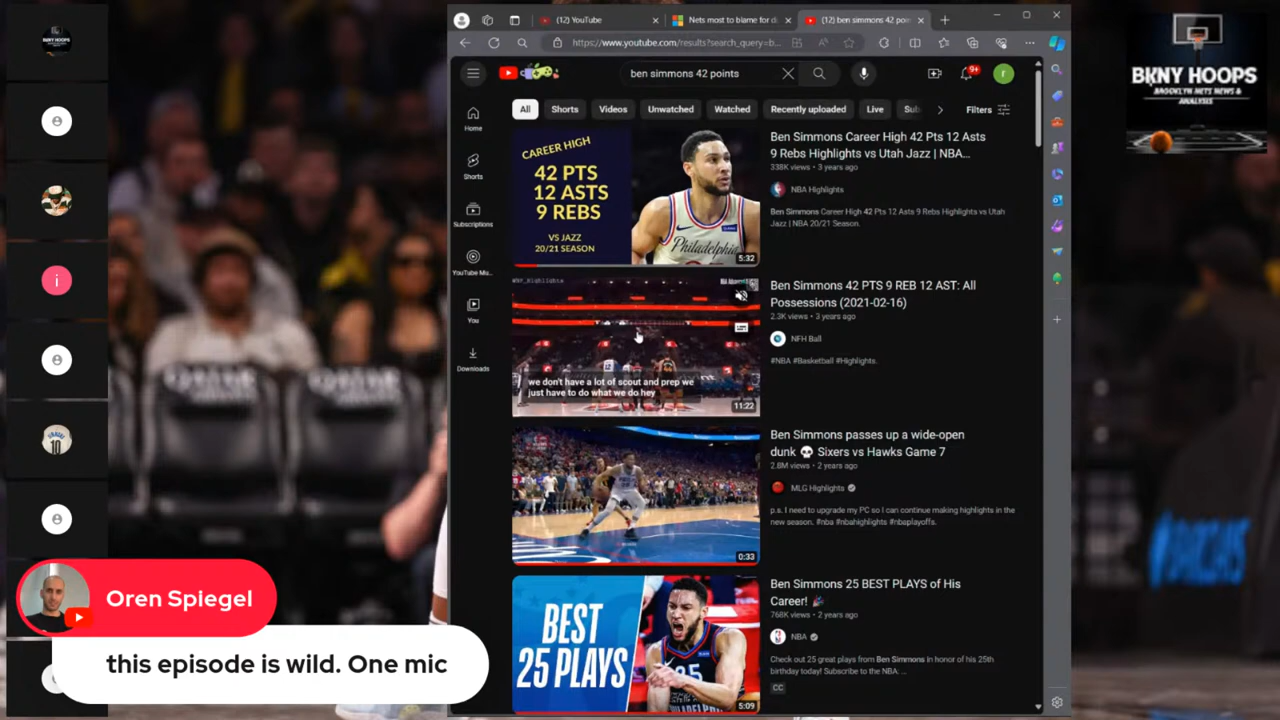 (12) YouTube
Nets most to blame for d
(12) ben simmons 42 poi
https://www.youtube.com/results?search_query=b...
ben simmons 42 points
9+
r
All
Shorts
Videos
Unwatched
Watched
Recently uploaded
Live
Filters
Home
Shorts
Subscriptions
YouTube Mu...
You
Downloads
CAREER HIGH
42 PTS
12 ASTS
9 REBS
VS JAZZ
20/21 SEASON
Philadelphia
5:32
Ben Simmons Career High 42 Pts 12 Asts
9 Rebs Highlights vs Utah Jazz | NBA...
338K views • 3 years ago
NBA Highlights
Ben Simmons Career High 42 Pts 12 Asts 9 Rebs Highlights vs Utah
Jazz | NBA 20/21 Season.
we don't have a lot of scout and prep we
just have to do what we do hey
11:22
Ben Simmons 42 PTS 9 REB 12 AST: All
Possessions (2021-02-16)
2.3K views • 3 years ago
NFH Ball
#NBA #Basketball #Highlights.
0:33
Ben Simmons passes up a wide-open
dunk 💀 Sixers vs Hawks Game 7
2.8M views • 2 years ago
MLG Highlights
p.s. I need to upgrade my PC so I can continue making highlights in the
new season. #nba #nbahighlights #nbaplayoffs.
BEST
25 PLAYS
5:09
Ben Simmons 25 BEST PLAYS of His
Career! 🎉
768K views • 2 years ago
NBA
Check out 25 great plays from Ben Simmons in honor of his 25th
birthday today! Subscribe to the NBA: ...
CC
BKNY HOOPS
BROOKLYN NETS NEWS &
ANALYSIS
i
10
Oren Spiegel
this episode is wild. One mic